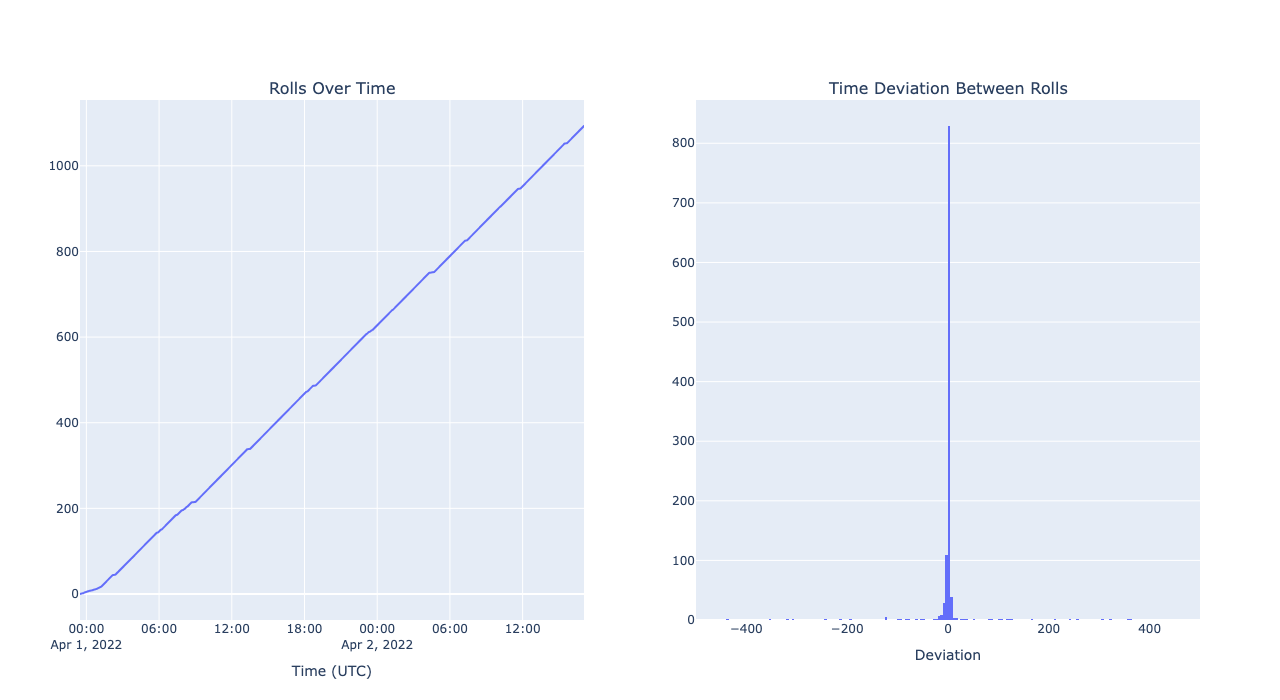 Rolls Over Time
1000
800
600
400
200
0
00:00 06:00 12:00 18:00 00:00 06:00 12:00
Apr 1, 2022 Apr 2, 2022
Time (UTC)
Time Deviation Between Rolls
800
700
600
500
400
300
200
100
0
−400 −200 0 200 400
Deviation